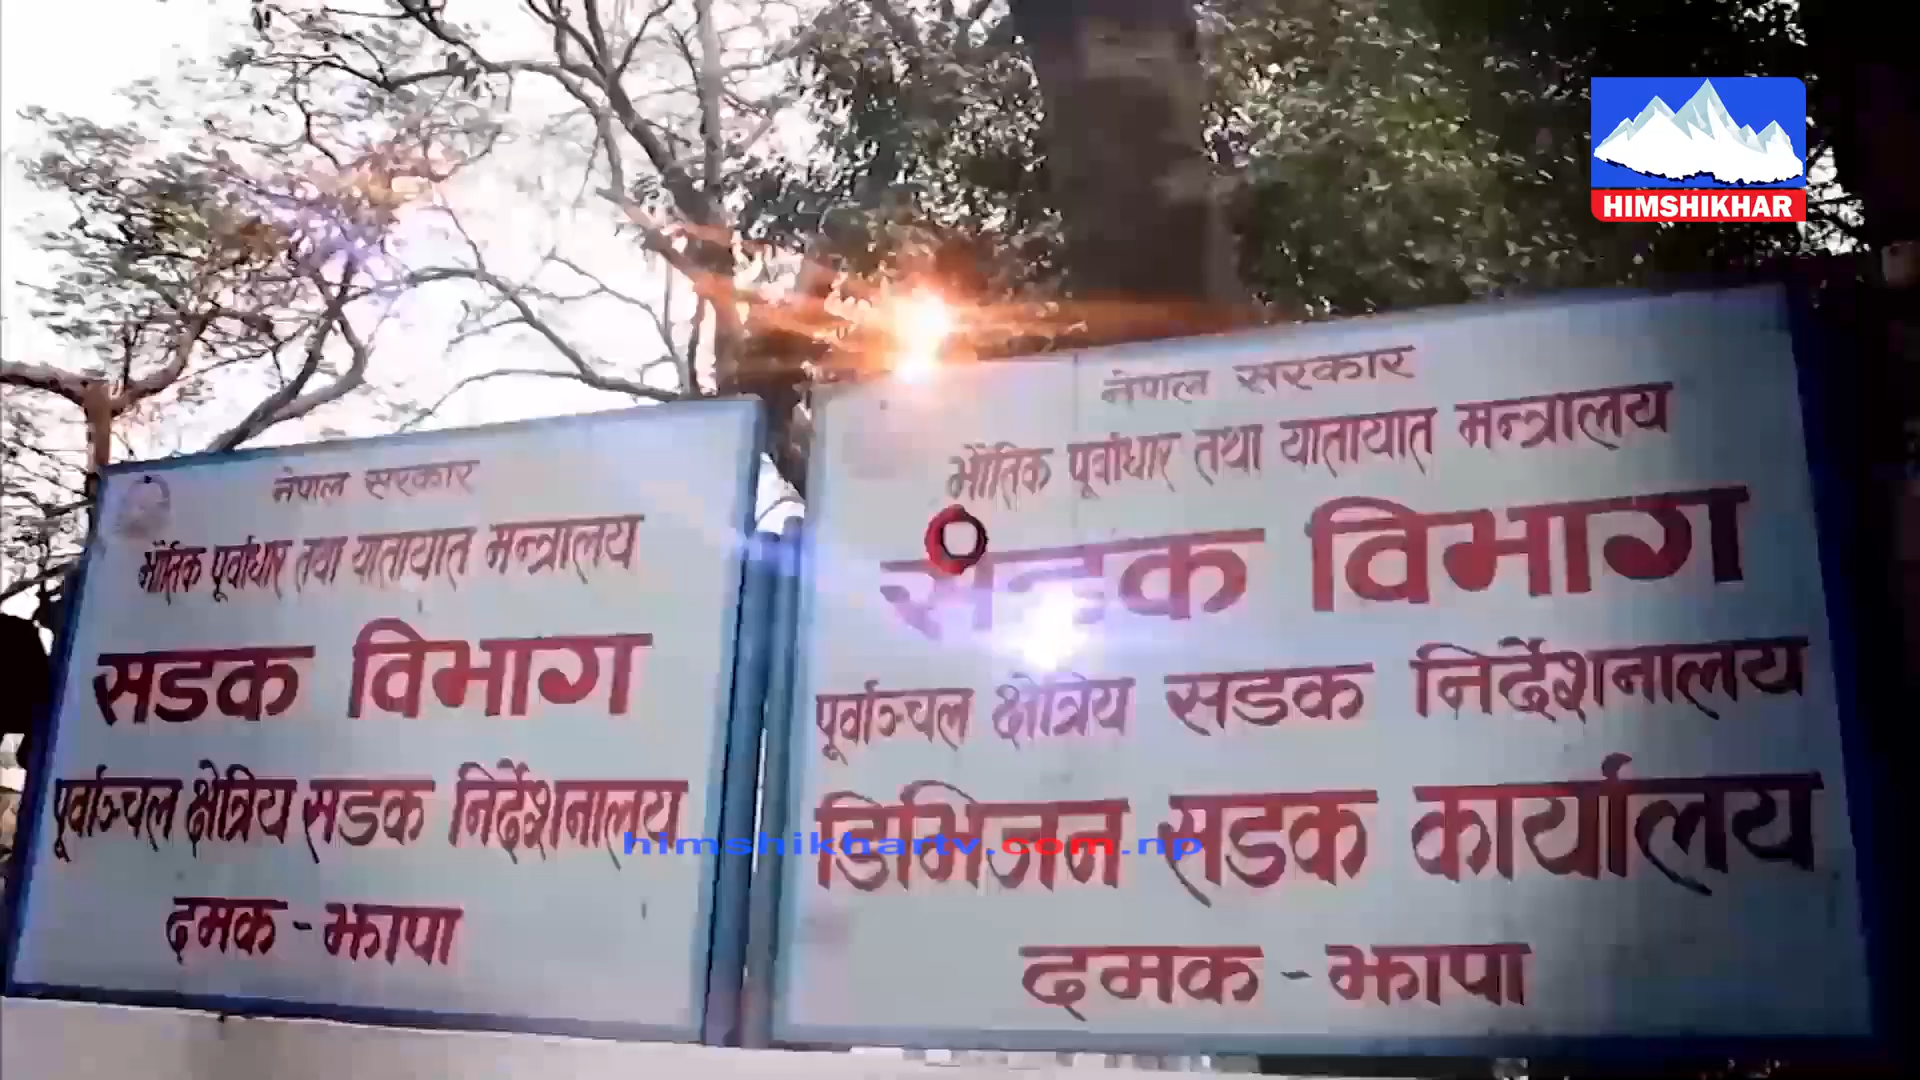 HIMSHIKHAR
नेपाल सरकार
भौतिक पूर्वाधार तथा यातायात मन्त्रालय
सडक विभाग
पूर्वाञ्चल क्षेत्रिय सडक निर्देशनालय
दमक - झापा
नेपाल सरकार
भौतिक पूर्वाधार तथा यातायात मन्त्रालय
सडक विभाग
पूर्वाञ्चल क्षेत्रिय सडक निर्देशनालय
डिभिजन सडक कार्यालय
दमक - झापा
himshikhartv.com.np